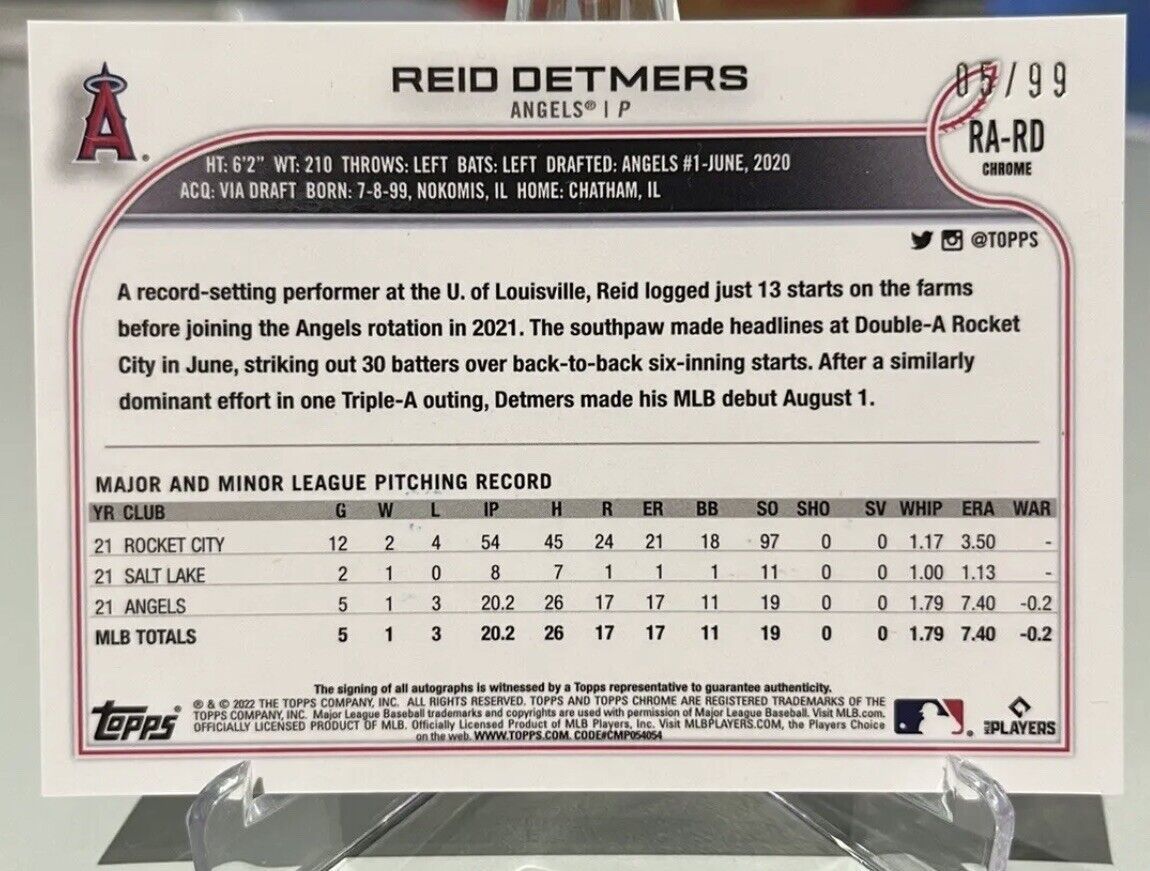 A
REID DETMERS
ANGELS® | P
05/99
RA-RD
CHROME
HT: 6'2" WT: 210 THROWS: LEFT BATS: LEFT DRAFTED: ANGELS #1-JUNE, 2020
ACQ: VIA DRAFT BORN: 7-8-99, NOKOMIS, IL HOME: CHATHAM, IL
@TOPPS
A record-setting performer at the U. of Louisville, Reid logged just 13 starts on the farms
before joining the Angels rotation in 2021. The southpaw made headlines at Double-A Rocket
City in June, striking out 30 batters over back-to-back six-inning starts. After a similarly
dominant effort in one Triple-A outing, Detmers made his MLB debut August 1.
MAJOR AND MINOR LEAGUE PITCHING RECORD
YR CLUB G W L IP H R ER BB SO SHO SV WHIP ERA WAR
21 ROCKET CITY 12 2 4 54 45 24 21 18 97 0 0 1.17 3.50 -
21 SALT LAKE 2 1 0 8 7 1 1 1 11 0 0 1.00 1.13 -
21 ANGELS 5 1 3 20.2 26 17 17 11 19 0 0 1.79 7.40 -0.2
MLB TOTALS 5 1 3 20.2 26 17 17 11 19 0 0 1.79 7.40 -0.2
The signing of all autographs is witnessed by a Topps representative to guarantee authenticity.
® & © 2022 THE TOPPS COMPANY, INC. ALL RIGHTS RESERVED. TOPPS AND TOPPS CHROME ARE REGISTERED TRADEMARKS OF THE
TOPPS COMPANY, INC. Major League Baseball trademarks and copyrights are used with permission of Major League Baseball. Visit MLB.com.
OFFICIALLY LICENSED PRODUCT OF MLB. Officially Licensed Product of MLB Players, Inc. Visit MLBPLAYERS.COM, the Players Choice
on the web. WWW.TOPPS.COM. CODE#CMP054054
topps®
MLB PLAYERS